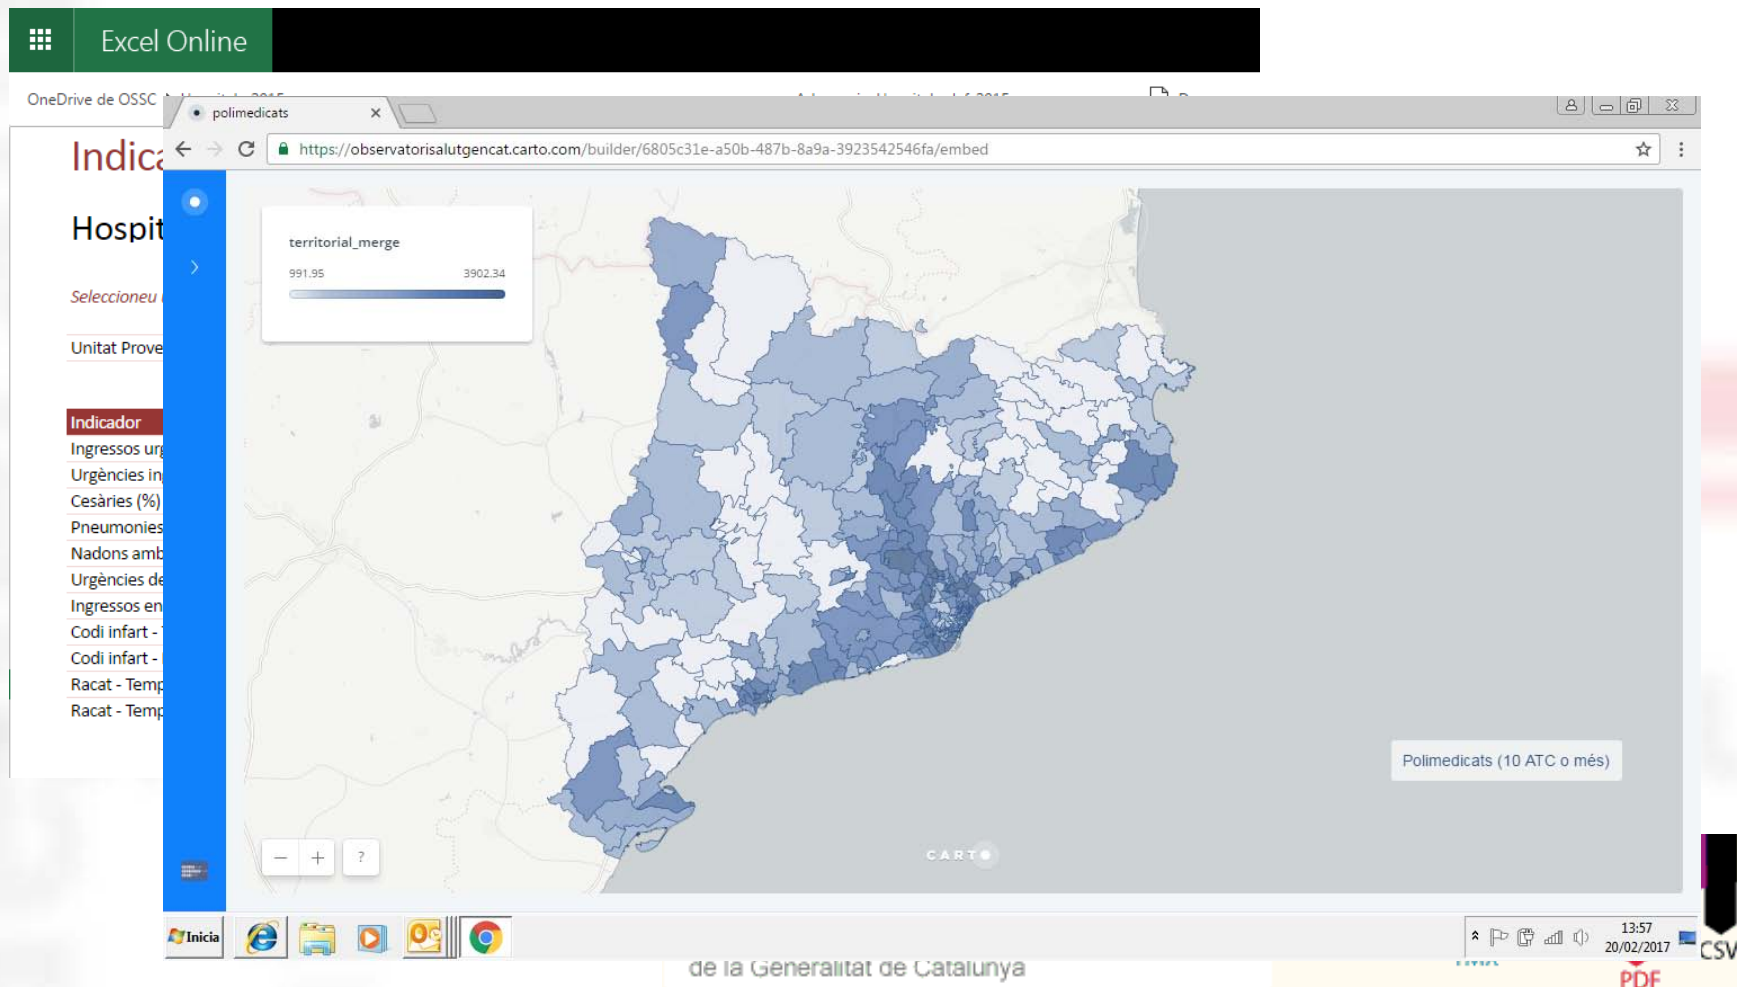 Excel Online
OneDrive de OSSC
polimedicats
https://observatorisalutgencat.carto.com/builder/6805c31e-a50b-487b-8a9a-3923542546fa/embed
Indica
Hospit
Seleccioneu
Unitat Prove
Indicador
Ingressos urg
Urgències in
Cesàries (%)
Pneumonies
Nadons amb
Urgències de
Ingressos en
Codi infart -
Codi infart -
Racat - Temp
Racat - Temp
territorial_merge
991.95 3902.34
Polimedicats (10 ATC o més)
− + ?
CARTO
Inicia
13:57
20/02/2017
CSV
de la Generalitat de Catalunya
PDF